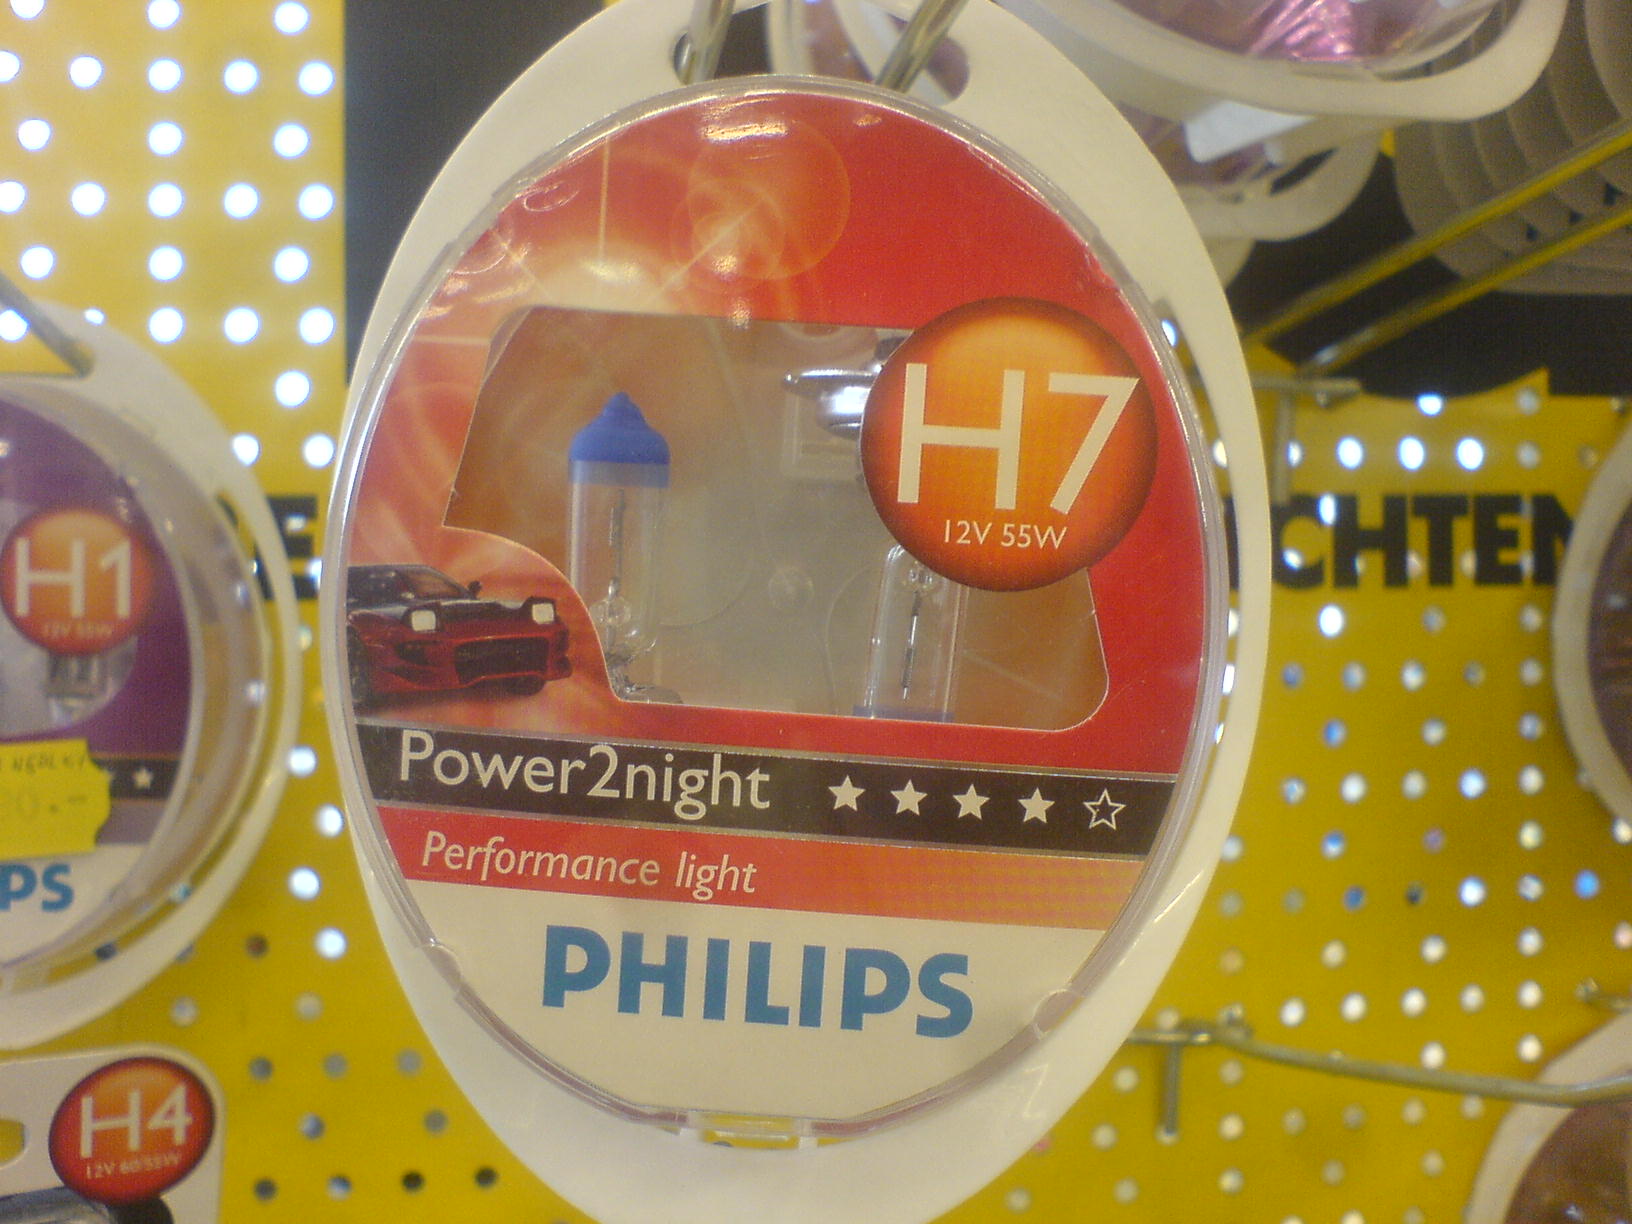 H7
12V 55W
Power2night
Performance light
PHILIPS
H1
12V 55W
PS
H4
12V 60/55W
CHTEN